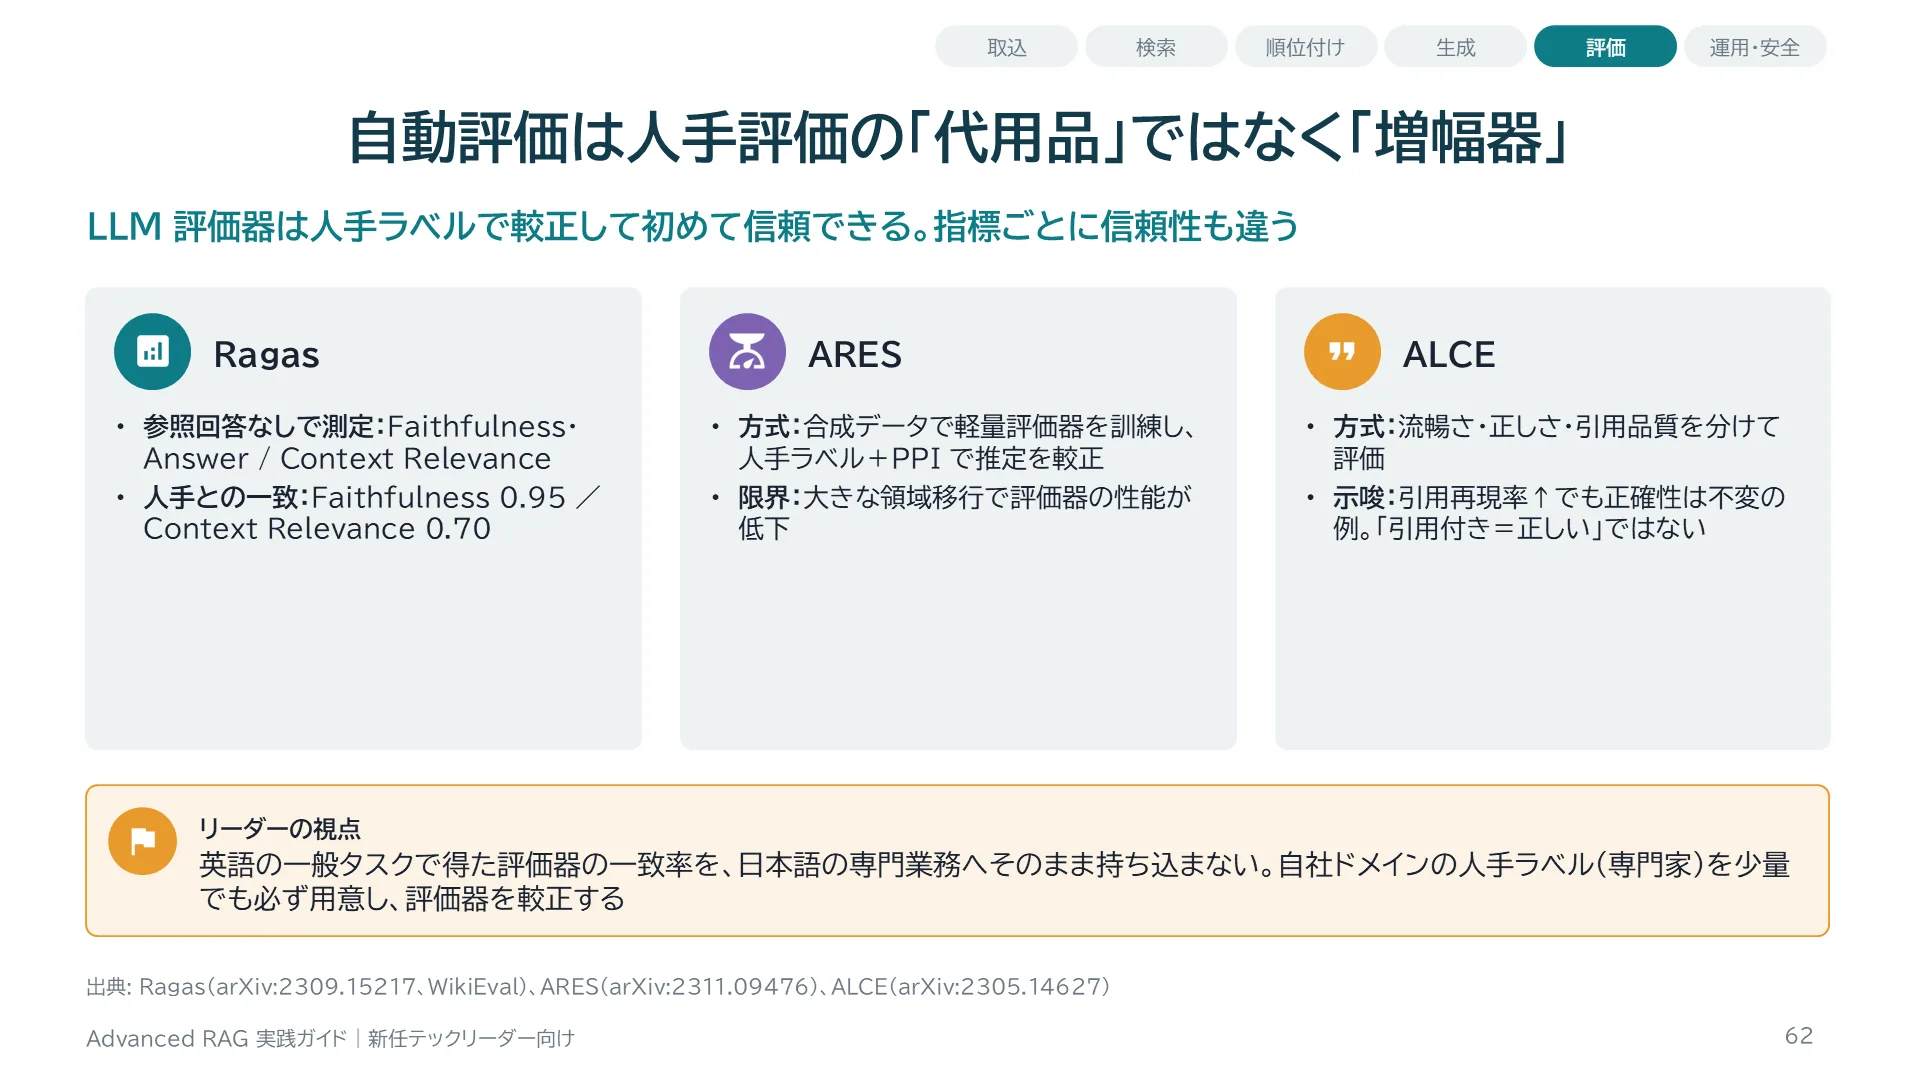 取込
検索
順位付け
生成
評価
運用・安全
自動評価は人手評価の「代用品」ではなく「増幅器」
LLM 評価器は人手ラベルで較正して初めて信頼できる。指標ごとに信頼性も違う
Ragas
・参照回答なしで測定：Faithfulness・
Answer / Context Relevance
・人手との一致：Faithfulness 0.95 ／
Context Relevance 0.70
ARES
・方式：合成データで軽量評価器を訓練し、
人手ラベル＋PPI で推定を較正
・限界：大きな領域移行で評価器の性能が
低下
ALCE
・方式：流暢さ・正しさ・引用品質を分けて
評価
・示唆：引用再現率↑でも正確性は不変の
例。「引用付き＝正しい」ではない
リーダーの視点
英語の一般タスクで得た評価器の一致率を、日本語の専門業務へそのまま持ち込まない。自社ドメインの人手ラベル（専門家）を少量
でも必ず用意し、評価器を較正する
出典: Ragas（arXiv:2309.15217、WikiEval）、ARES（arXiv:2311.09476）、ALCE（arXiv:2305.14627）
Advanced RAG 実践ガイド｜新任テックリーダー向け
62